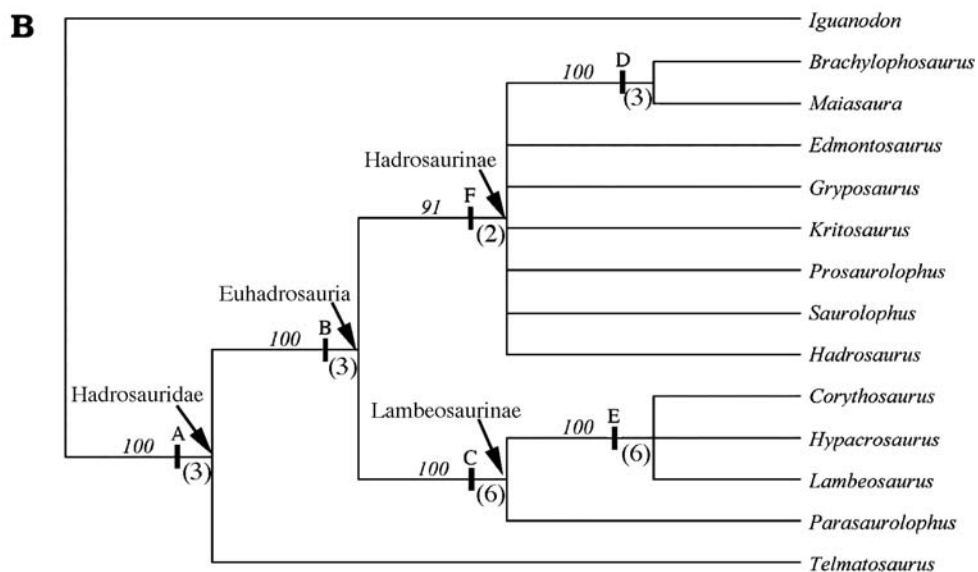 B
Iguanodon
D
100
(3)
Brachylophosaurus
Maiasaura
Edmontosaurus
Hadrosaurinae
Gryposaurus
F
91
(2)
Kritosaurus
Prosaurolophus
Euhadrosauria
Saurolophus
B
100
(3)
Hadrosaurus
Hadrosauridae
Lambeosaurinae
Corythosaurus
E
100
(6)
Hypacrosaurus
A
100
(3)
C
100
(6)
Lambeosaurus
Parasaurolophus
Telmatosaurus